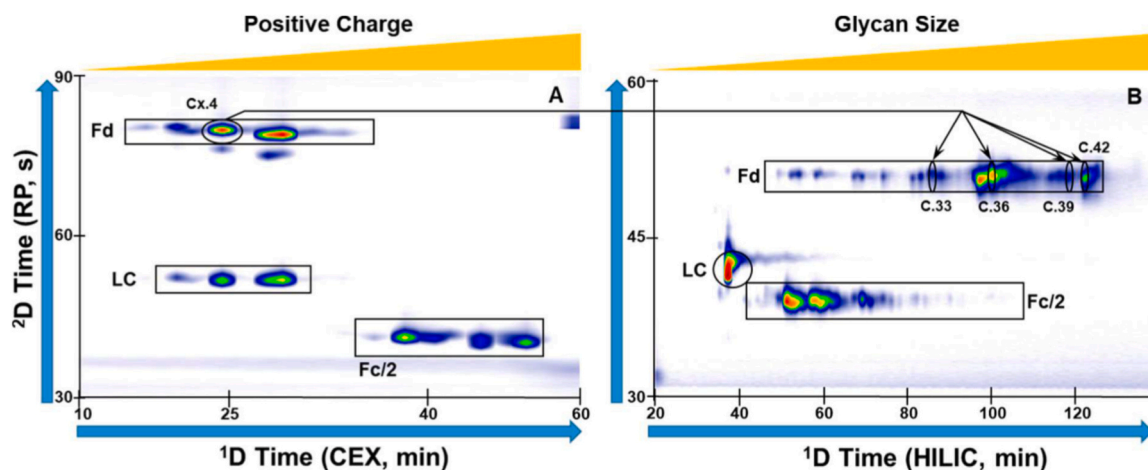 Positive Charge
90
A
Cx.4
Fd
60
LC
Fc/2
30
10
25
40
60
²D Time (RP, s)
¹D Time (CEX, min)
Glycan Size
60
B
C.42
Fd
C.33
C.36
C.39
45
LC
Fc/2
30
20
40
60
80
100
120
¹D Time (HILIC, min)